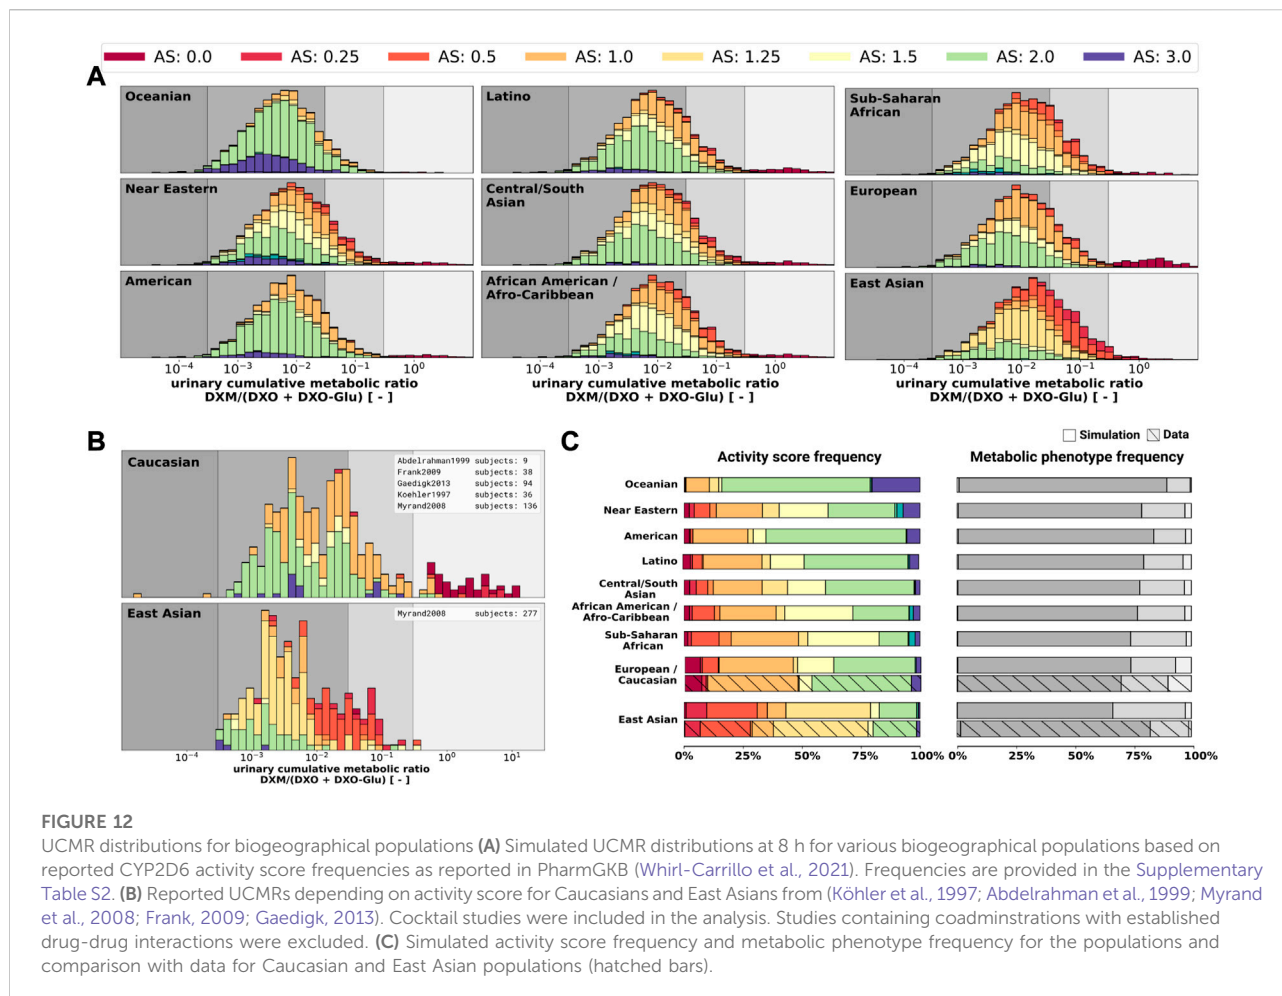 AS: 0.0 AS: 0.25 AS: 0.5 AS: 1.0 AS: 1.25 AS: 1.5 AS: 2.0 AS: 3.0
A
Oceanian
Latino
Sub-Saharan
African
Near Eastern
Central/South
Asian
European
American
African American /
Afro-Caribbean
East Asian
10⁻⁴ 10⁻³ 10⁻² 10⁻¹ 10⁰
urinary cumulative metabolic ratio
DXM/(DXO + DXO-Glu) [ - ]
10⁻⁴ 10⁻³ 10⁻² 10⁻¹ 10⁰
urinary cumulative metabolic ratio
DXM/(DXO + DXO-Glu) [ - ]
10⁻⁴ 10⁻³ 10⁻² 10⁻¹ 10⁰
urinary cumulative metabolic ratio
DXM/(DXO + DXO-Glu) [ - ]
B
Caucasian
Abdelrahman1999 subjects: 9
Frank2009 subjects: 38
Gaedigk2013 subjects: 94
Koehler1997 subjects: 36
Myrand2008 subjects: 136
East Asian
Myrand2008 subjects: 277
10⁻⁴ 10⁻³ 10⁻² 10⁻¹ 10⁰ 10¹
urinary cumulative metabolic ratio
DXM/(DXO + DXO-Glu) [ - ]
C
Simulation Data
Activity score frequency
Metabolic phenotype frequency
Oceanian
Near Eastern
American
Latino
Central/South
Asian
African American /
Afro-Caribbean
Sub-Saharan
African
European /
Caucasian
East Asian
0% 25% 50% 75% 100%
0% 25% 50% 75% 100%
FIGURE 12
UCMR distributions for biogeographical populations (A) Simulated UCMR distributions at 8 h for various biogeographical populations based on
reported CYP2D6 activity score frequencies as reported in PharmGKB (Whirl-Carrillo et al., 2021). Frequencies are provided in the Supplementary
Table S2. (B) Reported UCMRs depending on activity score for Caucasians and East Asians from (Köhler et al., 1997; Abdelrahman et al., 1999; Myrand
et al., 2008; Frank, 2009; Gaedigk, 2013). Cocktail studies were included in the analysis. Studies containing coadminstrations with established
drug-drug interactions were excluded. (C) Simulated activity score frequency and metabolic phenotype frequency for the populations and
comparison with data for Caucasian and East Asian populations (hatched bars).